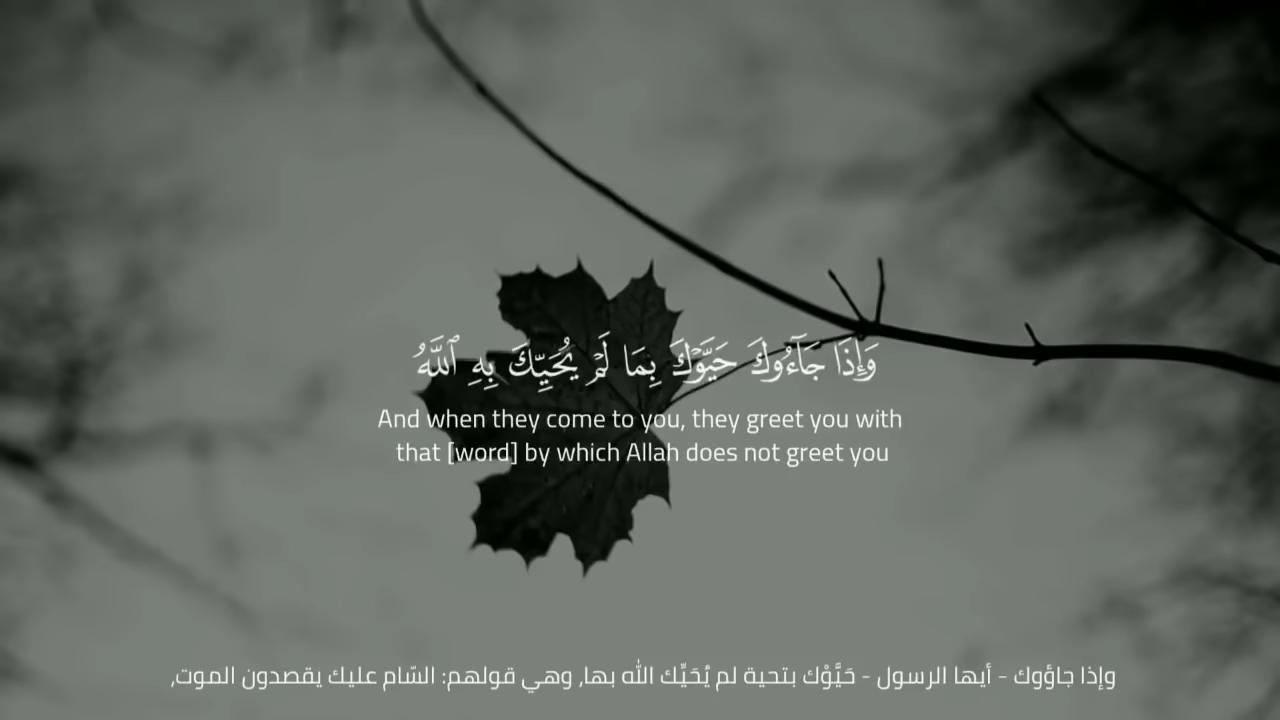 وَإِذَا جَآءُوكَ حَيَّوْكَ بِمَا لَمْ يُحَيِّكَ بِهِ ٱللَّهُ
And when they come to you, they greet you with
that [word] by which Allah does not greet you
وإذا جاؤوك - أيها الرسول - حَيَّوْك بتحية لم يُحَيِّك الله بها, وهي قولهم: السّام عليك يقصدون الموت,